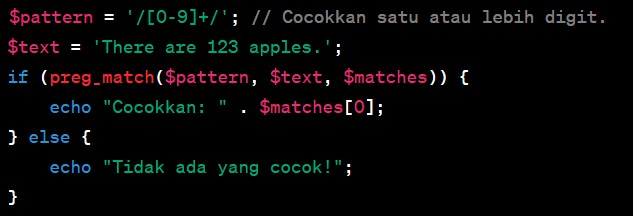 $pattern = '/[0-9]+/'; // Cocokkan satu atau lebih digit.
$text = 'There are 123 apples.';
if (preg_match($pattern, $text, $matches)) {
    echo "Cocokkan: " . $matches[0];
} else {
    echo "Tidak ada yang cocok!";
}